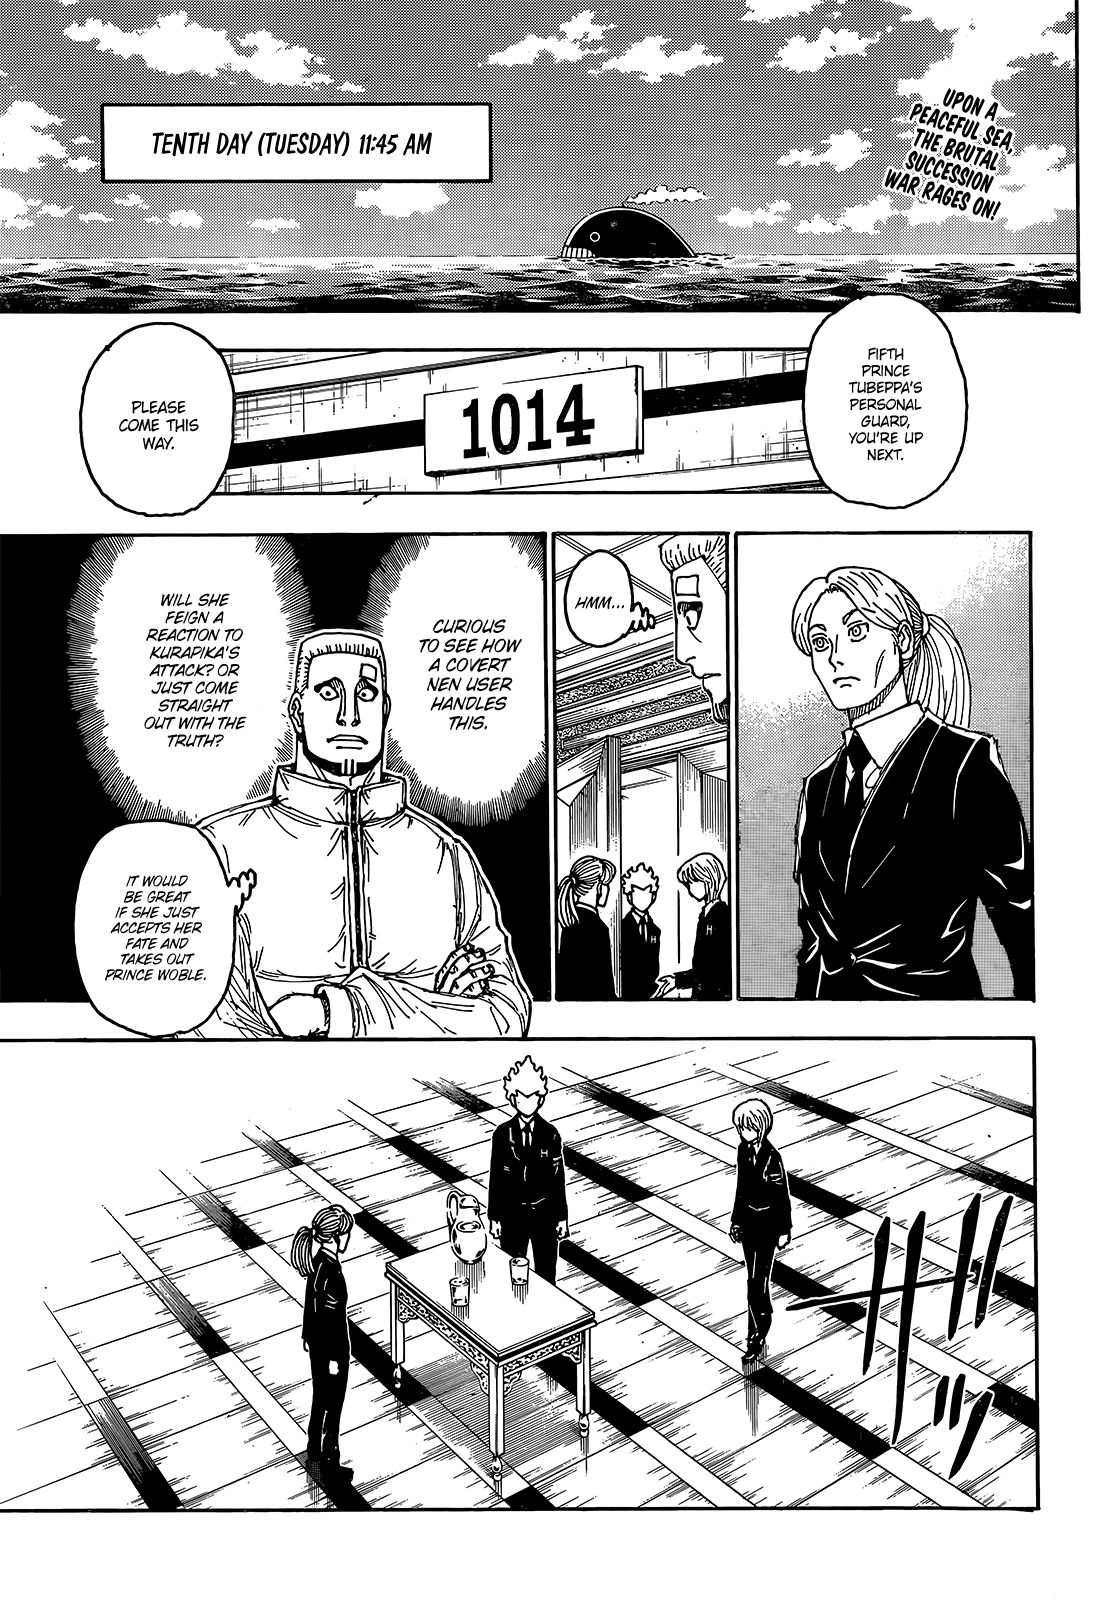 UPON A
PEACEFUL SEA,
THE BRUTAL
SUCCESSION
WAR RAGES ON!
TENTH DAY (TUESDAY) 11:45 AM
FIFTH
PRINCE
TUBEPPA'S
PERSONAL
GUARD,
YOU'RE UP
NEXT.
1014
PLEASE
COME THIS
WAY.
HMM...
CURIOUS
TO SEE HOW
A COVERT
NEN USER
HANDLES
THIS.
WILL SHE
FEIGN A
REACTION TO
KURAPIKA'S
ATTACK? OR
JUST COME
STRAIGHT
OUT WITH THE
TRUTH?
IT WOULD
BE GREAT
IF SHE JUST
ACCEPTS HER
FATE AND
TAKES OUT
PRINCE WOBLE.
H
H
H
ザザッ